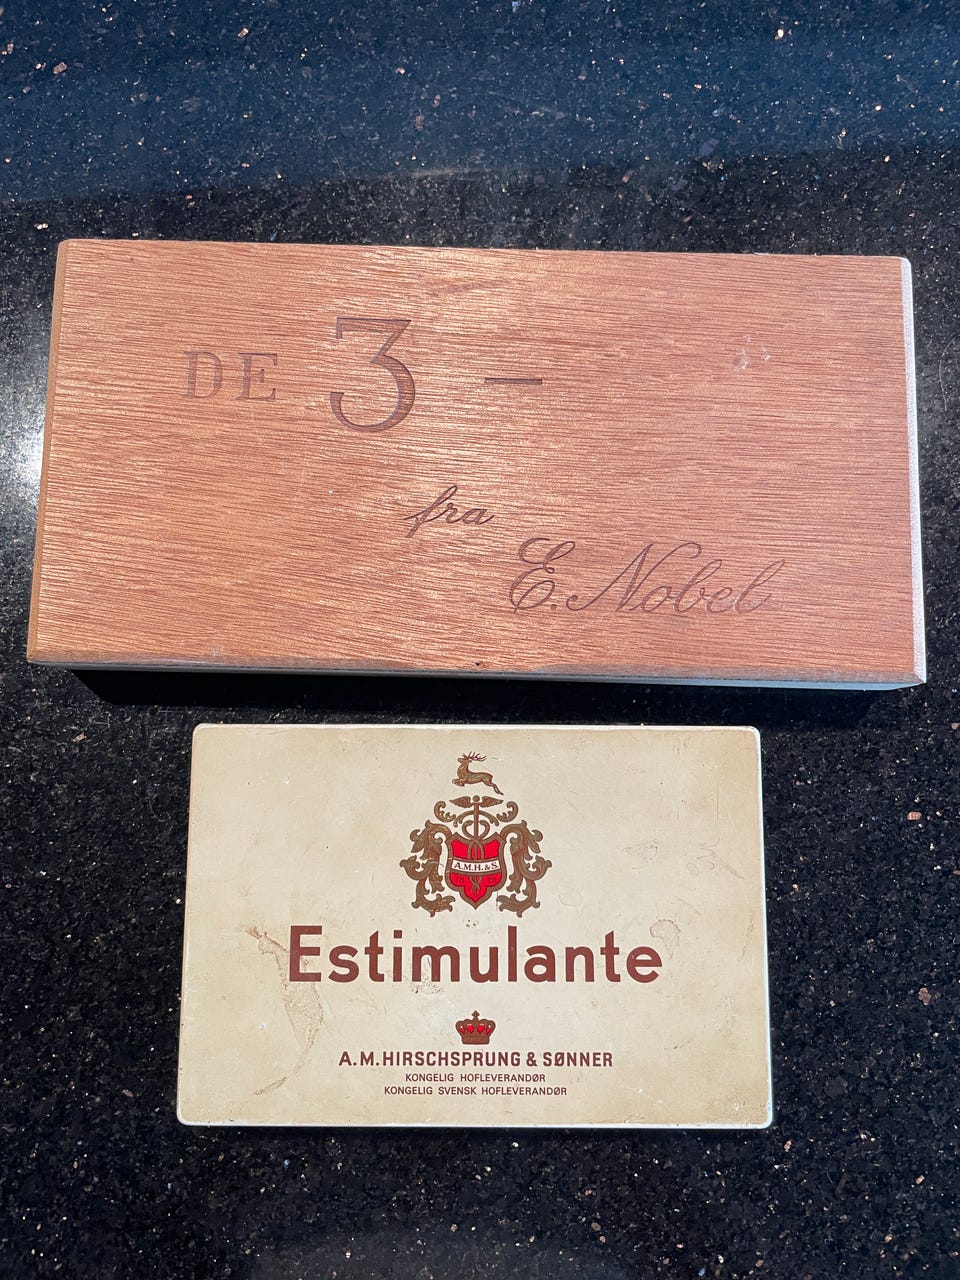 DE 3 –
fra
E. Nobel
A.M.H.&S.
Estimulante
A.M. HIRSCHSPRUNG & SØNNER
KONGELIG HOFLEVERANDØR
KONGELIG SVENSK HOFLEVERANDØR